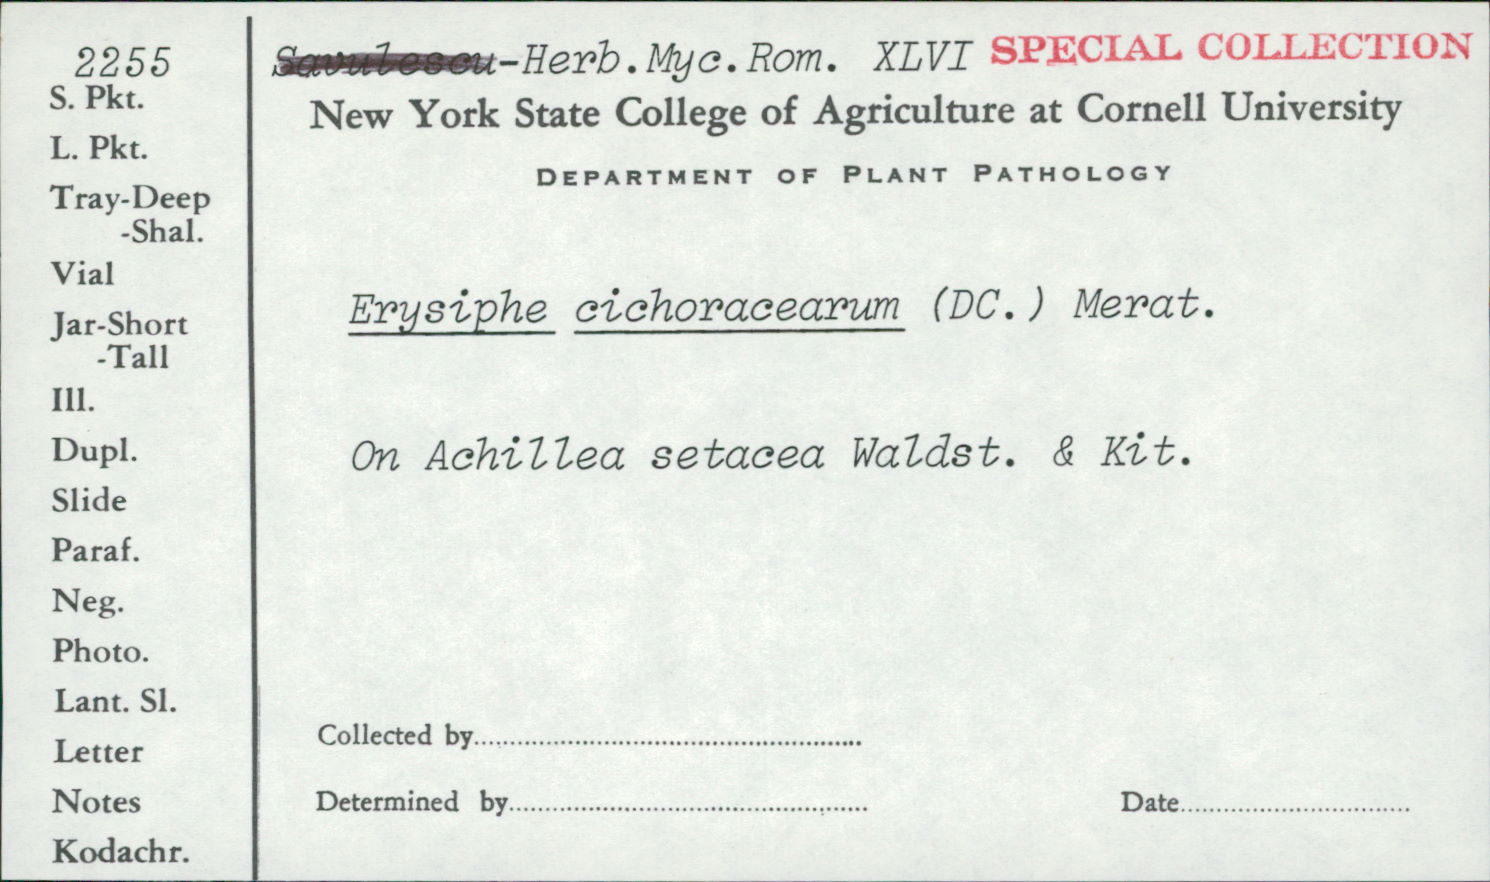 2255
S. Pkt.
L. Pkt.
Tray-Deep
-Shal.
Vial
Jar-Short
-Tall
Ill.
Dupl.
Slide
Paraf.
Neg.
Photo.
Lant. Sl.
Letter
Notes
Kodachr.
Savulescu-Herb.Myc.Rom. XLVI SPECIAL COLLECTION
New York State College of Agriculture at Cornell University
DEPARTMENT OF PLANT PATHOLOGY
Erysiphe cichoracearum (DC.) Merat.
On Achillea setacea Waldst. & Kit.
Collected by
Determined by Date